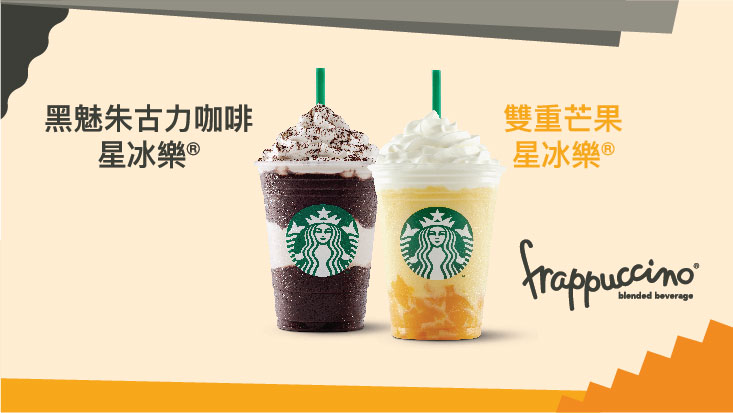 黑魅朱古力咖啡
星冰樂®
雙重芒果
星冰樂®
frappuccino®
blended beverage